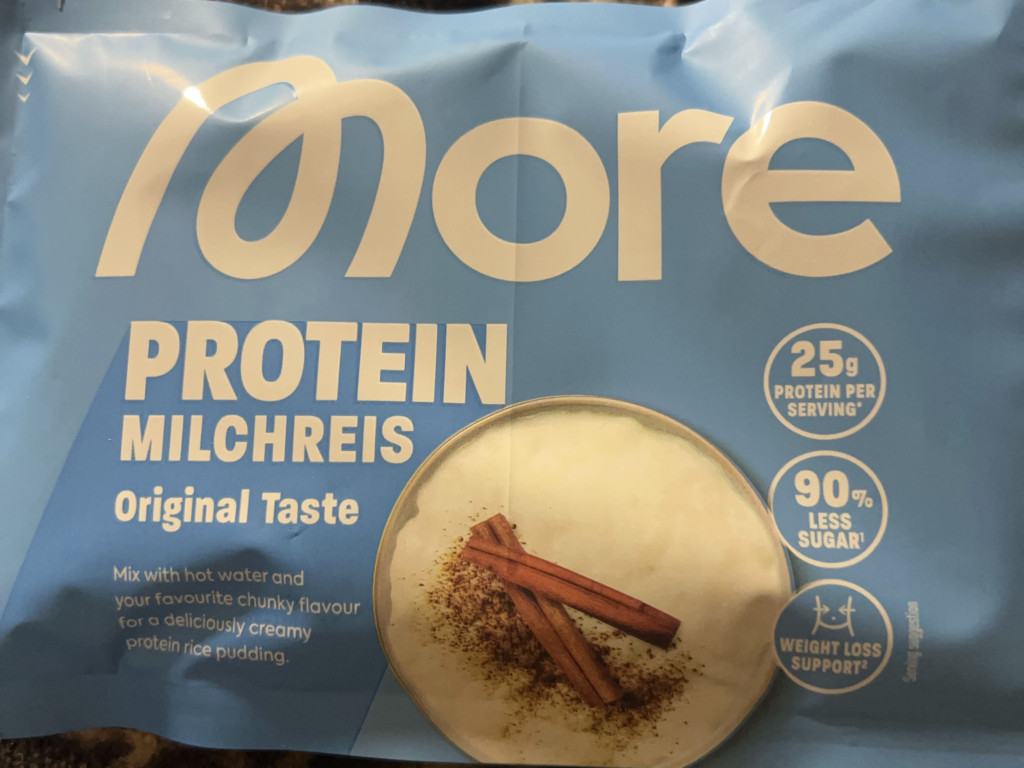 More
PROTEIN
MILCHREIS
Original Taste
Mix with hot water and
your favourite chunky flavour
for a deliciously creamy
protein rice pudding.
25g
PROTEIN PER
SERVING*
90%
LESS
SUGAR¹
WEIGHT LOSS
SUPPORT²
Serving suggestion